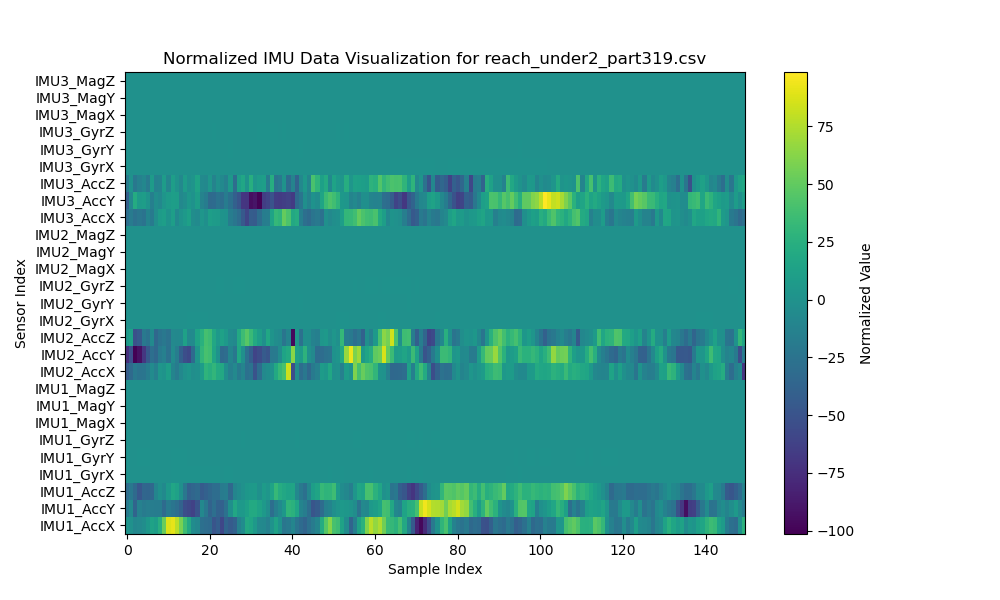 Normalized IMU Data Visualization for reach_under2_part319.csv
IMU3_MagZ
IMU3_MagY
IMU3_MagX
IMU3_GyrZ
IMU3_GyrY
IMU3_GyrX
IMU3_AccZ
IMU3_AccY
IMU3_AccX
IMU2_MagZ
IMU2_MagY
IMU2_MagX
IMU2_GyrZ
IMU2_GyrY
IMU2_GyrX
IMU2_AccZ
IMU2_AccY
IMU2_AccX
IMU1_MagZ
IMU1_MagY
IMU1_MagX
IMU1_GyrZ
IMU1_GyrY
IMU1_GyrX
IMU1_AccZ
IMU1_AccY
IMU1_AccX
Sensor Index
0 20 40 60 80 100 120 140
Sample Index
75
50
25
0
−25
−50
−75
−100
Normalized Value